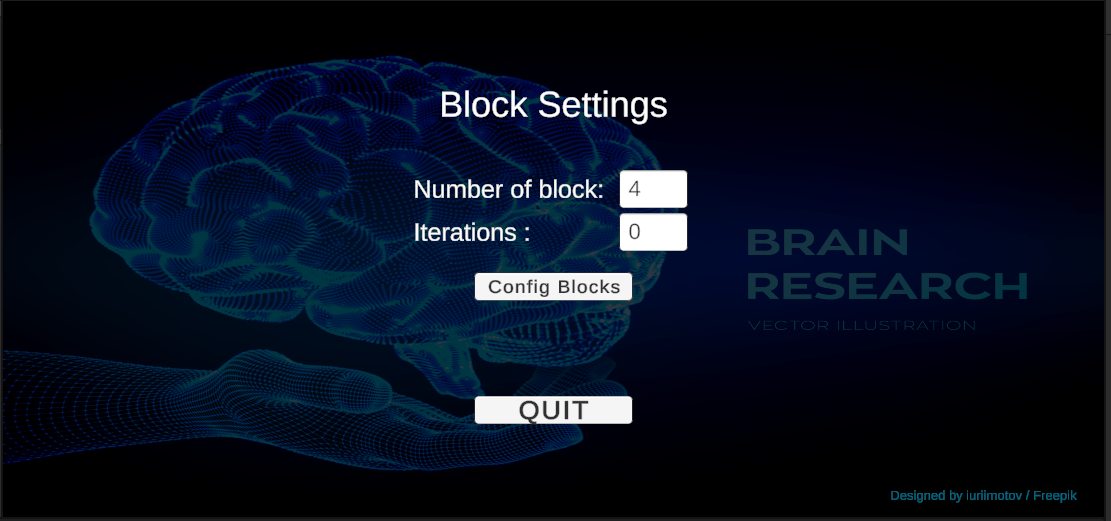 Block Settings
Number of block: 4
Iterations : 0
Config Blocks
BRAIN
RESEARCH
VECTOR ILLUSTRATION
QUIT
Designed by iuriimotov / Freepik